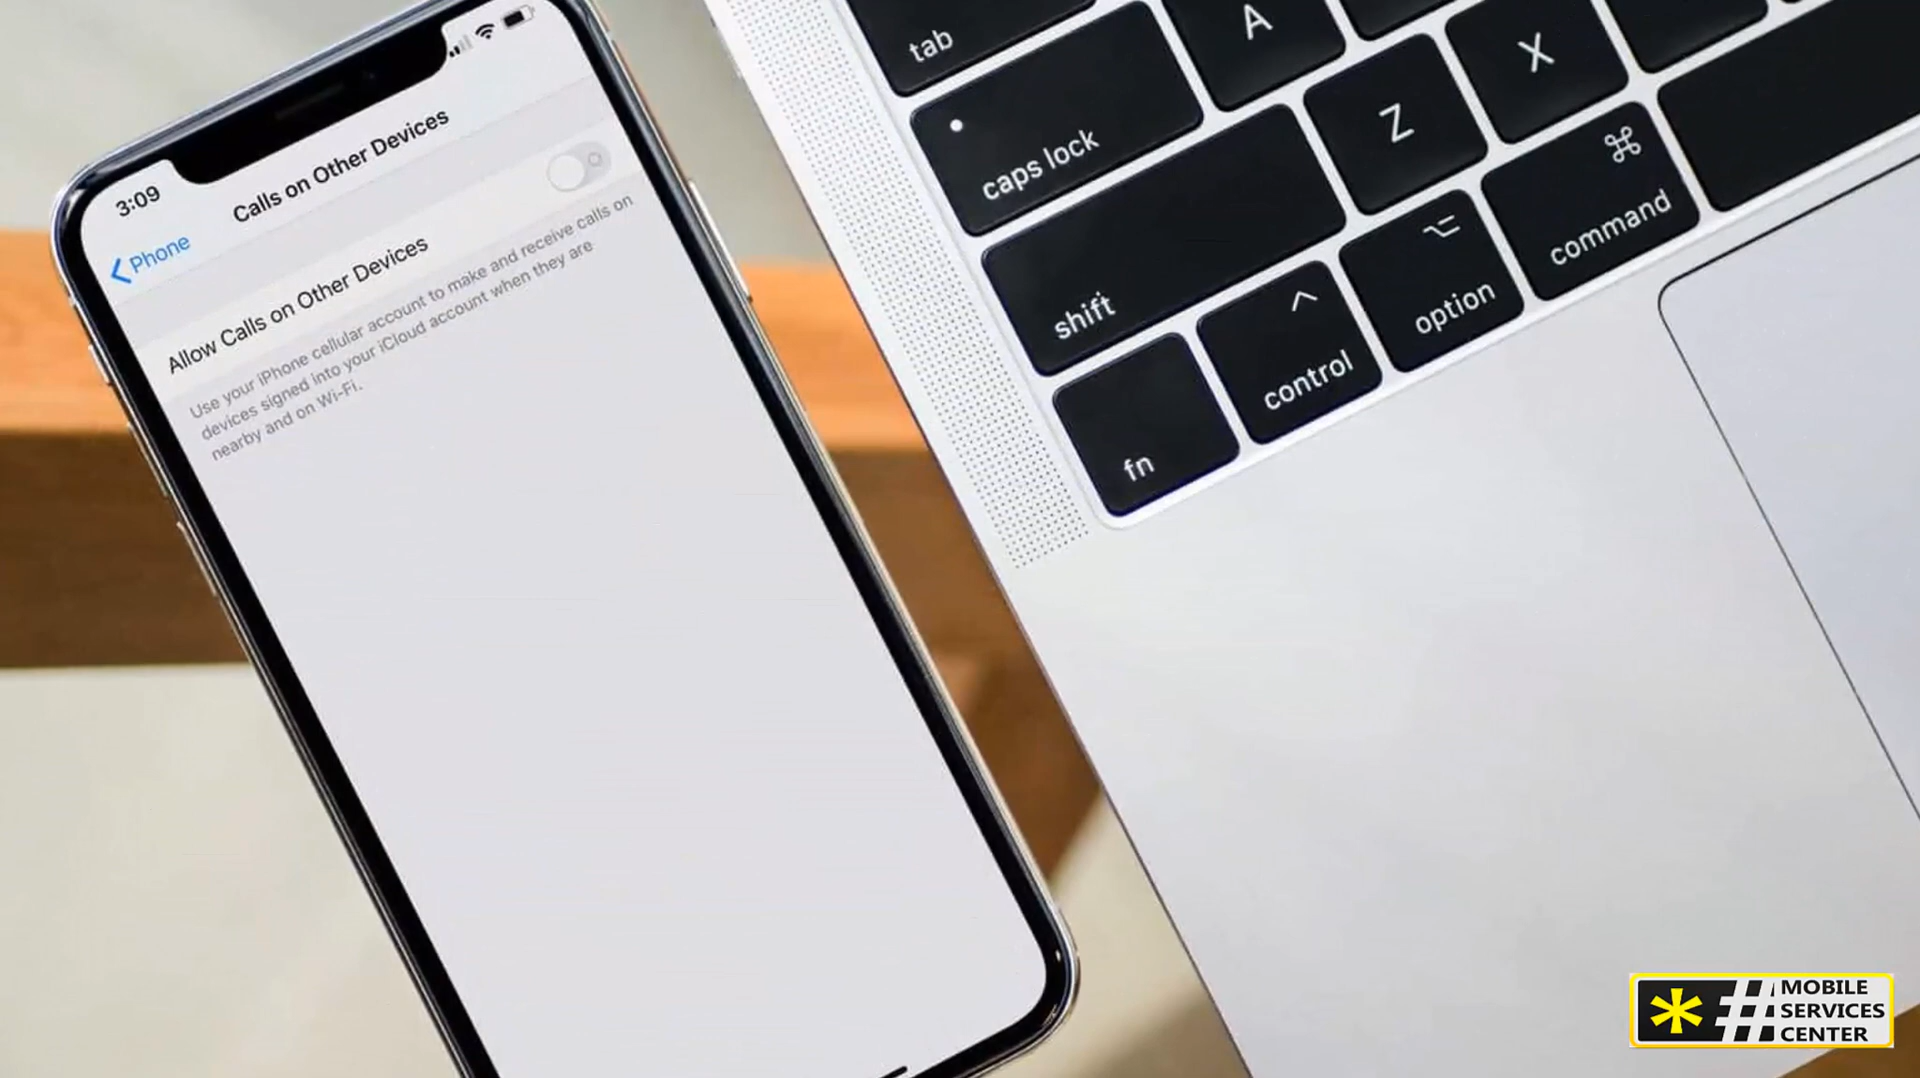 3:09
Phone
Calls on Other Devices
Allow Calls on Other Devices
Use your iPhone cellular account to make and receive calls on
devices signed into your iCloud account when they are
nearby and on Wi-Fi.
tab
A
caps lock
Z
X
shift
fn
control
option
command
MOBILE
SERVICES
CENTER